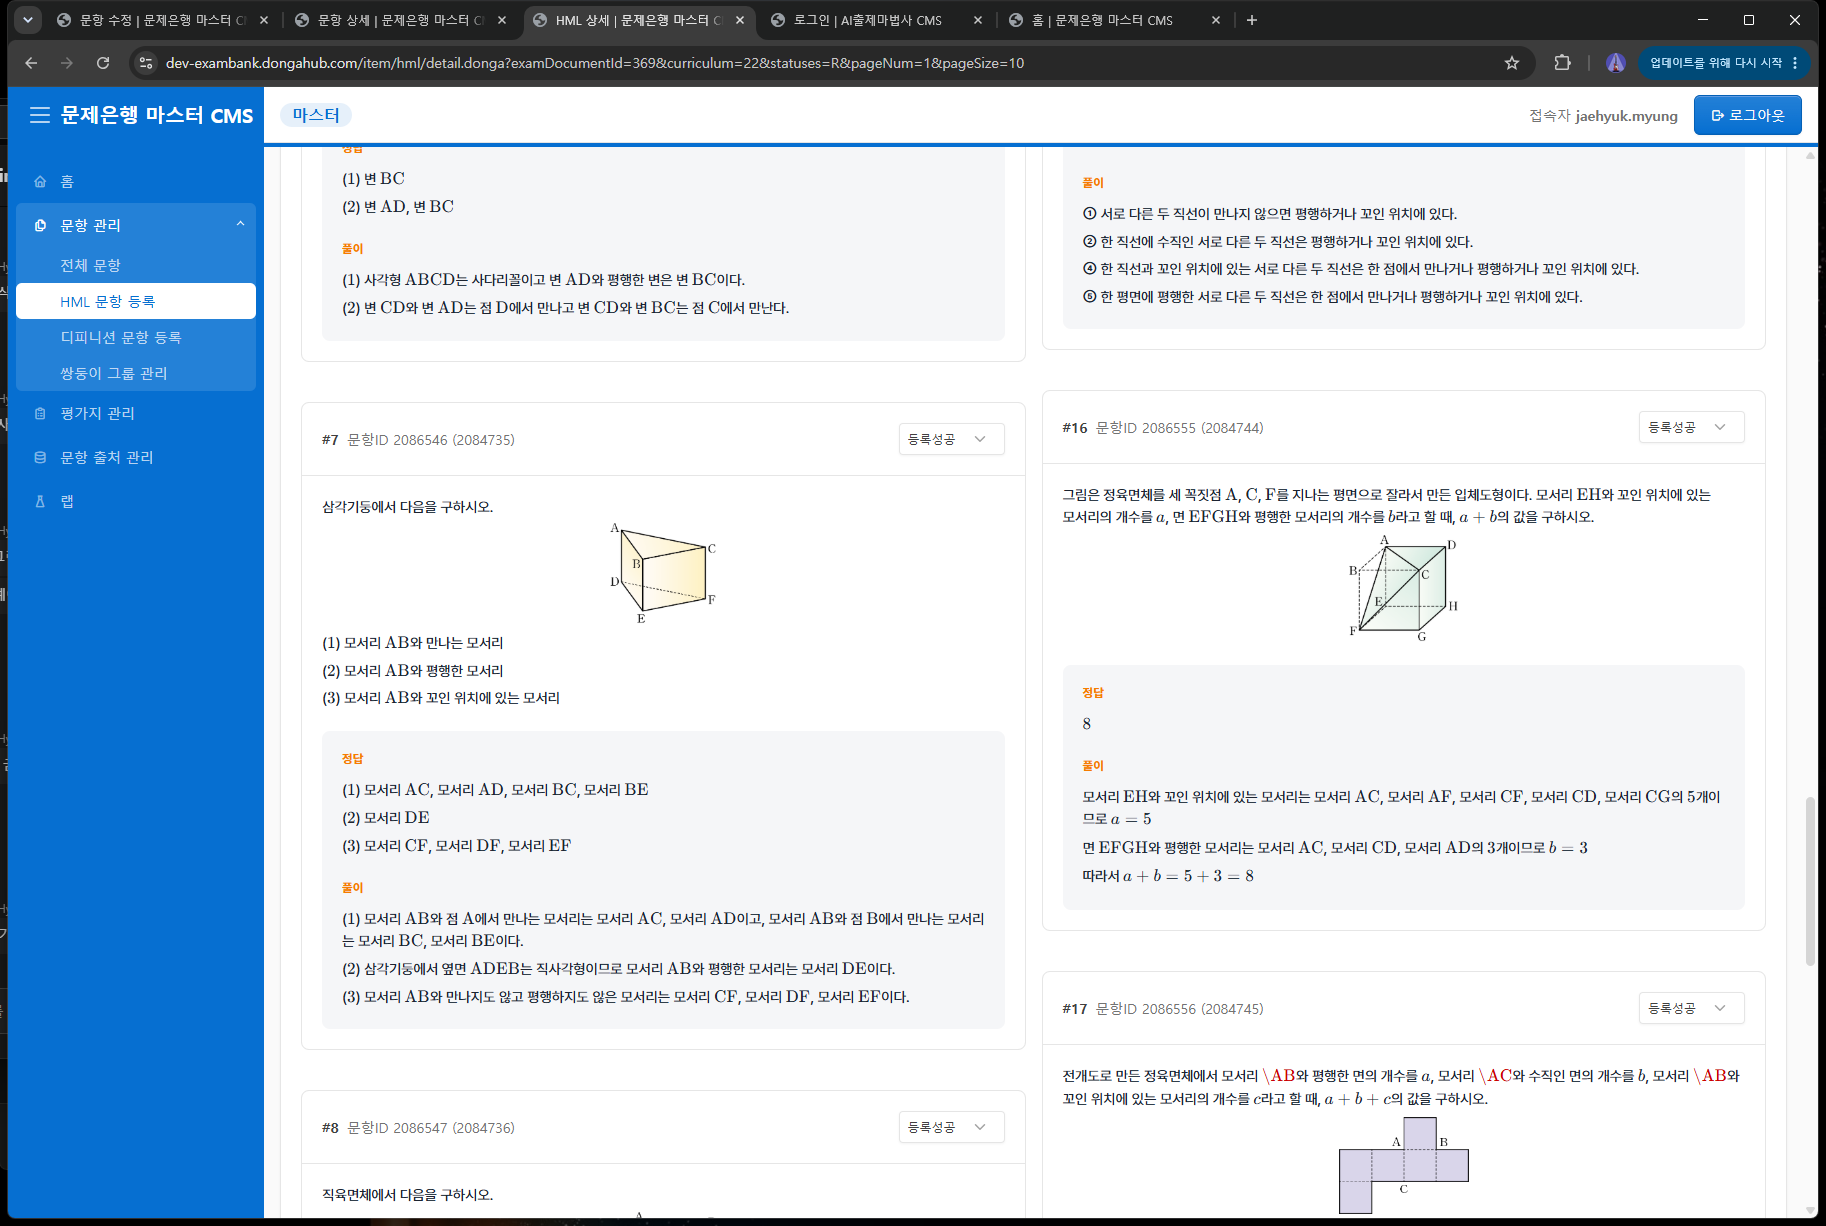 문항 수정 | 문제은행 마스터 C
문항 상세 | 문제은행 마스터 C
HML 상세 | 문제은행 마스터 C
로그인 | AI출제마법사 CMS
홈 | 문제은행 마스터 CMS
dev-exambank.dongahub.com/item/hml/detail.donga?examDocumentId=369&curriculum=22&statuses=R&pageNum=1&pageSize=10
업데이트를 위해 다시 시작
문제은행 마스터 CMS
마스터
접속자 jaehyuk.myung
로그아웃
홈
문항 관리
전체 문항
HML 문항 등록
디피니션 문항 등록
쌍둥이 그룹 관리
평가지 관리
문항 출처 관리
랩
정답
(1) 변 BC
(2) 변 AD, 변 BC
풀이
(1) 사각형 ABCD는 사다리꼴이고 변 AD와 평행한 변은 변 BC이다.
(2) 변 CD와 변 AD는 점 D에서 만나고 변 CD와 변 BC는 점 C에서 만난다.
#7 문항ID 2086546 (2084735)
등록성공
삼각기둥에서 다음을 구하시오.
A
C
B
D
F
E
(1) 모서리 AB와 만나는 모서리
(2) 모서리 AB와 평행한 모서리
(3) 모서리 AB와 꼬인 위치에 있는 모서리
정답
(1) 모서리 AC, 모서리 AD, 모서리 BC, 모서리 BE
(2) 모서리 DE
(3) 모서리 CF, 모서리 DF, 모서리 EF
풀이
(1) 모서리 AB와 점 A에서 만나는 모서리는 모서리 AC, 모서리 AD이고, 모서리 AB와 점 B에서 만나는 모서리
는 모서리 BC, 모서리 BE이다.
(2) 삼각기둥에서 옆면 ADEB는 직사각형이므로 모서리 AB와 평행한 모서리는 모서리 DE이다.
(3) 모서리 AB와 만나지도 않고 평행하지도 않은 모서리는 모서리 CF, 모서리 DF, 모서리 EF이다.
#8 문항ID 2086547 (2084736)
등록성공
직육면체에서 다음을 구하시오.
A
풀이
① 서로 다른 두 직선이 만나지 않으면 평행하거나 꼬인 위치에 있다.
② 한 직선에 수직인 서로 다른 두 직선은 평행하거나 꼬인 위치에 있다.
④ 한 직선과 꼬인 위치에 있는 서로 다른 두 직선은 한 점에서 만나거나 평행하거나 꼬인 위치에 있다.
⑤ 한 평면에 평행한 서로 다른 두 직선은 한 점에서 만나거나 평행하거나 꼬인 위치에 있다.
#16 문항ID 2086555 (2084744)
등록성공
그림은 정육면체를 세 꼭짓점 A, C, F를 지나는 평면으로 잘라서 만든 입체도형이다. 모서리 EH와 꼬인 위치에 있는
모서리의 개수를 a, 면 EFGH와 평행한 모서리의 개수를 b라고 할 때, a + b의 값을 구하시오.
A
D
B
C
E
H
F
G
정답
8
풀이
모서리 EH와 꼬인 위치에 있는 모서리는 모서리 AC, 모서리 AF, 모서리 CF, 모서리 CD, 모서리 CG의 5개이
므로 a = 5
면 EFGH와 평행한 모서리는 모서리 AC, 모서리 CD, 모서리 AD의 3개이므로 b = 3
따라서 a + b = 5 + 3 = 8
#17 문항ID 2086556 (2084745)
등록성공
전개도로 만든 정육면체에서 모서리 \AB와 평행한 면의 개수를 a, 모서리 \AC와 수직인 면의 개수를 b, 모서리 \AB와
꼬인 위치에 있는 모서리의 개수를 c라고 할 때, a + b + c의 값을 구하시오.
A
B
C